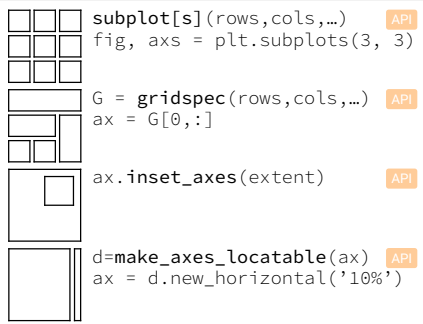 subplot[s](rows,cols,…) API
fig, axs = plt.subplots(3, 3)
G = gridspec(rows,cols,…) API
ax = G[0,:]
ax.inset_axes(extent) API
d=make_axes_locatable(ax) API
ax = d.new_horizontal(’10%’)